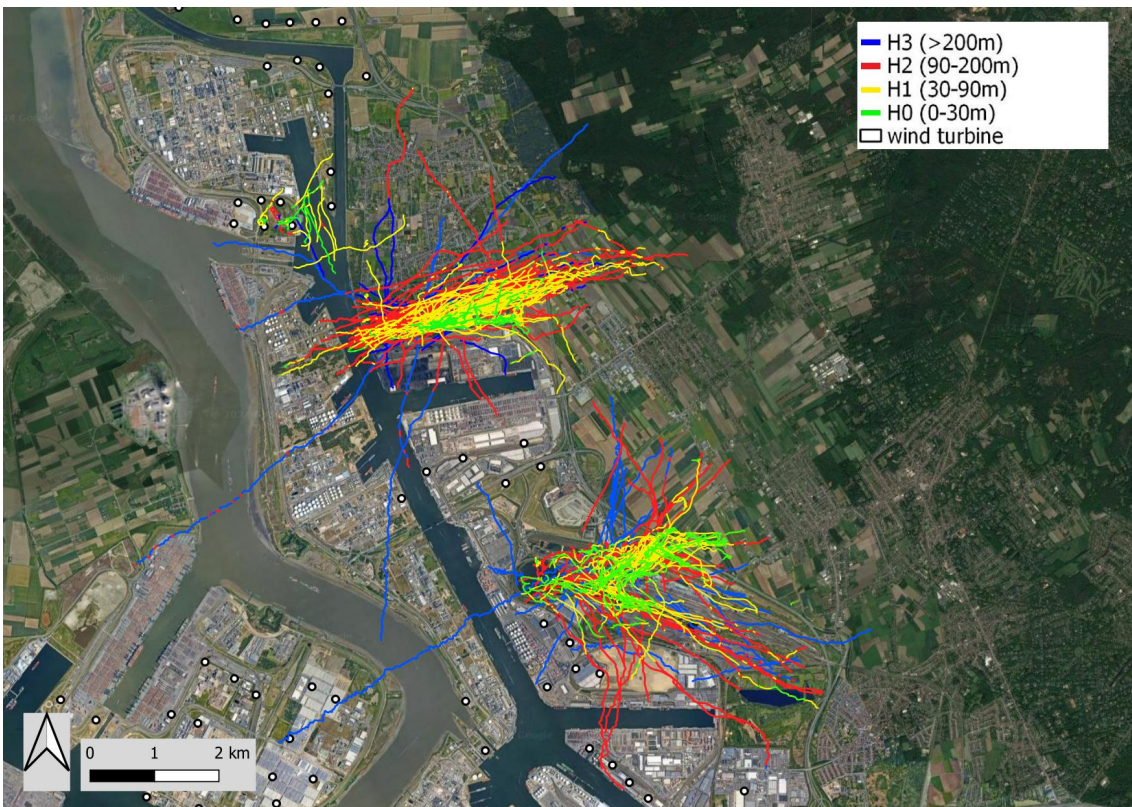 H3 (>200m)
H2 (90-200m)
H1 (30-90m)
H0 (0-30m)
wind turbine
0 1 2 km